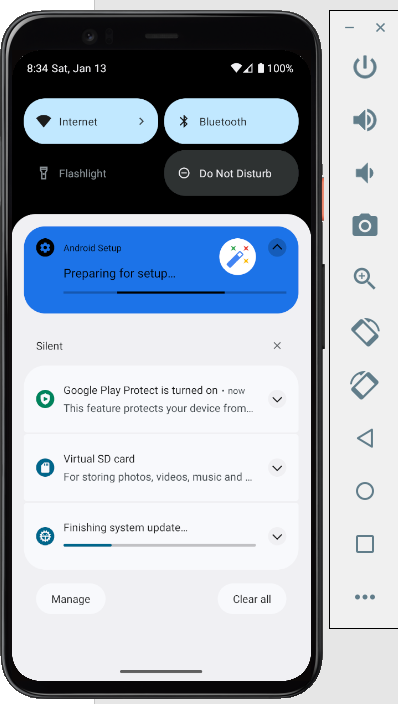 8:34 Sat, Jan 13
100%
Internet
Bluetooth
Flashlight
Do Not Disturb
Android Setup
Preparing for setup…
Silent
Google Play Protect is turned on • now
This feature protects your device from…
Virtual SD card
For storing photos, videos, music and …
Finishing system update…
Manage
Clear all